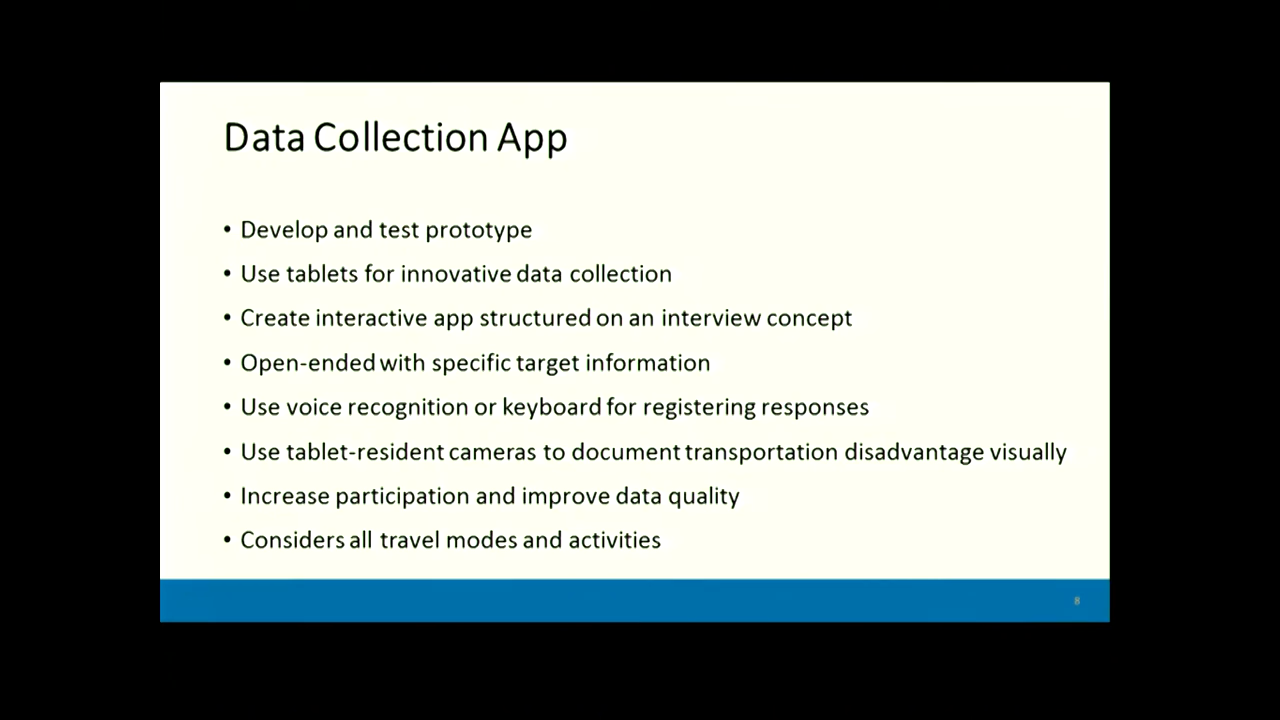 Data Collection App
• Develop and test prototype
• Use tablets for innovative data collection
• Create interactive app structured on an interview concept
• Open-ended with specific target information
• Use voice recognition or keyboard for registering responses
• Use tablet-resident cameras to document transportation disadvantage visually
• Increase participation and improve data quality
• Considers all travel modes and activities
8